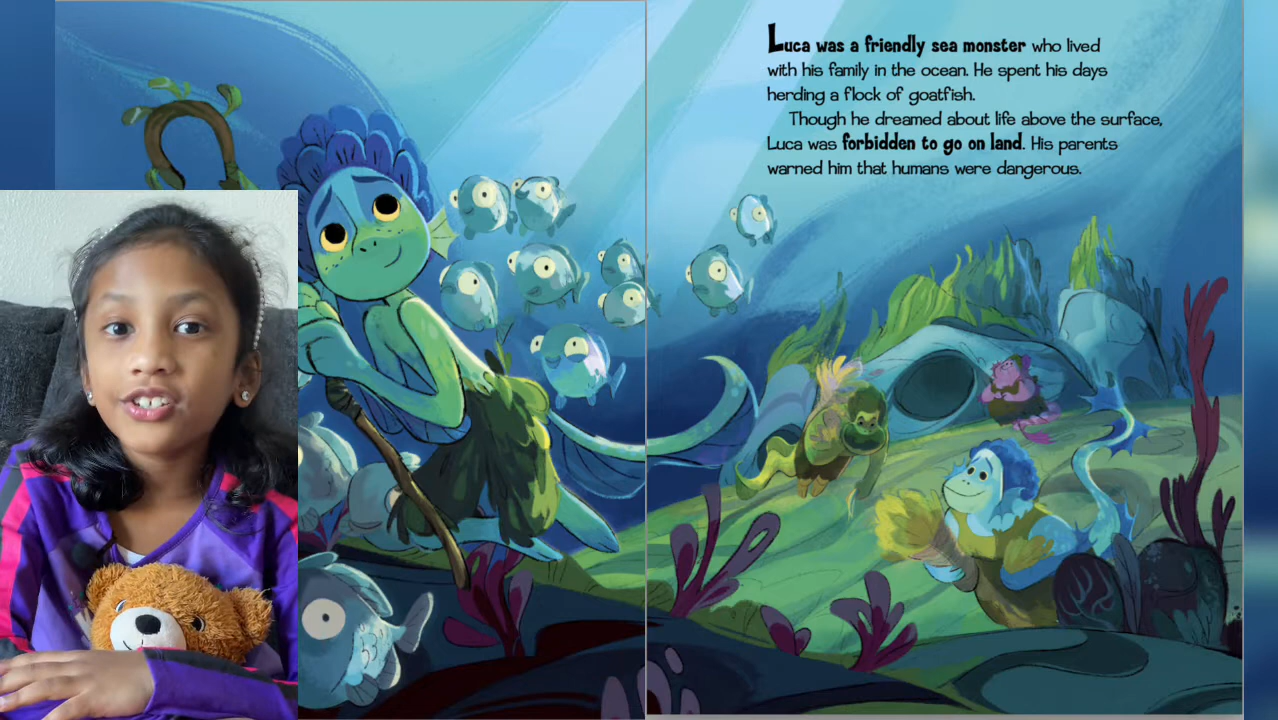 Luca was a friendly sea monster who lived
with his family in the ocean. He spent his days
herding a flock of goatfish.
Though he dreamed about life above the surface,
Luca was forbidden to go on land. His parents
warned him that humans were dangerous.